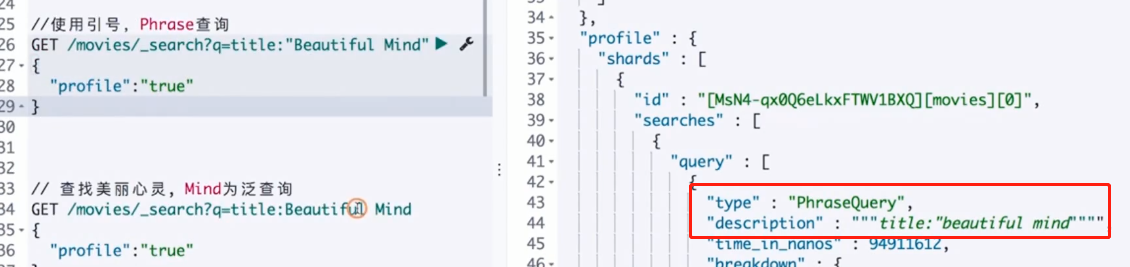 24
25 //使用引号，Phrase查询
26 GET /movies/_search?q=title:"Beautiful Mind"
27 {
28 "profile":"true"
29 }
30
31
32
33 // 查找美丽心灵，Mind为泛查询
34 GET /movies/_search?q=title:Beautiful Mind
35 {
36 "profile":"true"
37 }
33 ]
34 },
35 "profile" : {
36 "shards" : [
37 {
38 "id" : "[MsN4-qx0Q6eLkxFTWV1BXQ][movies][0]",
39 "searches" : [
40 {
41 "query" : [
42 {
43 "type" : "PhraseQuery",
44 "description" : """title:"beautiful mind"""",
45 "time_in_nanos" : 94911612,
46 "breakdown" : {